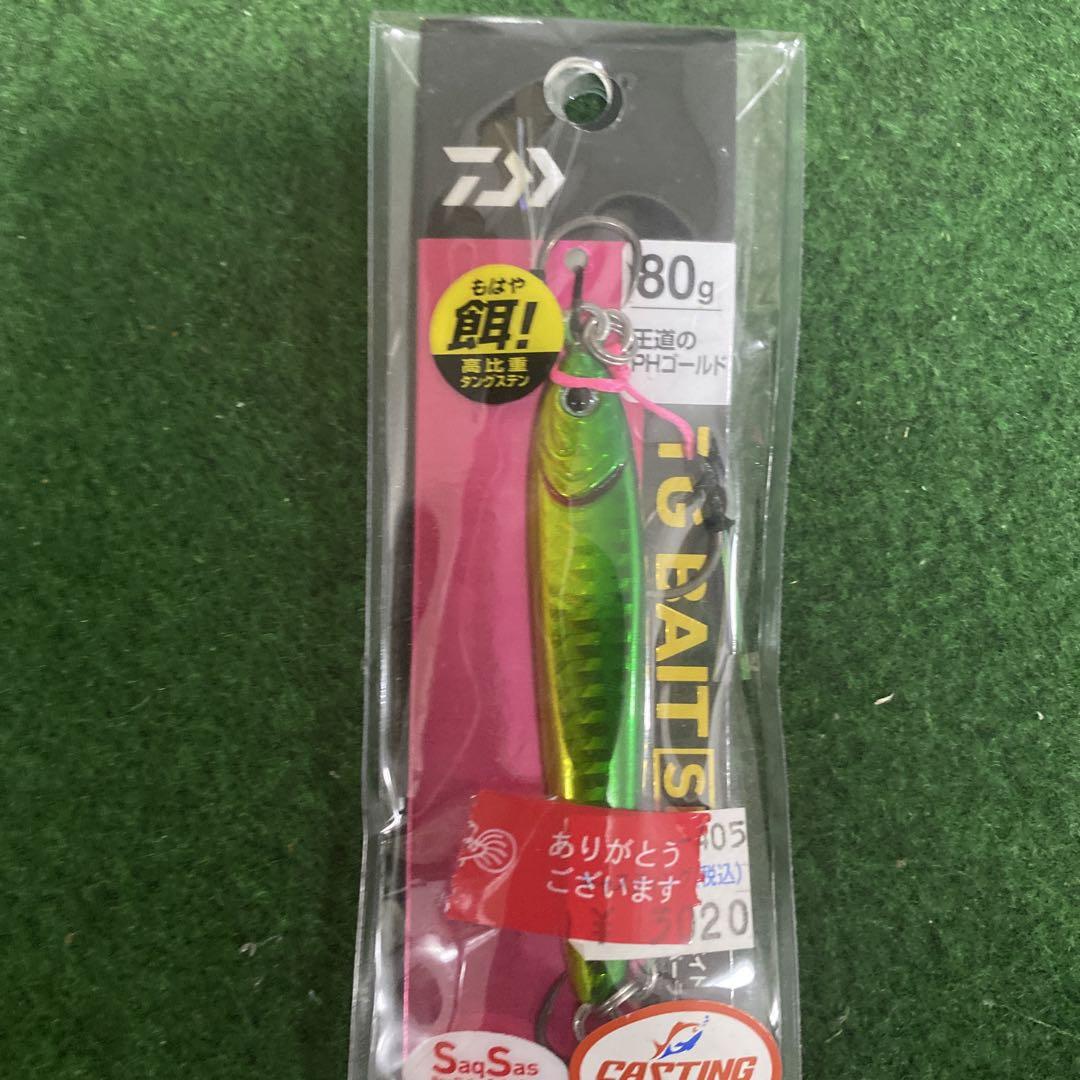 80g
王道の
PHゴールド
もはや
餌!
高比重
タングステン
TG BAIT
ありがとう
ございます
405
税込)
¥ 3020
SaqSas
CASTING